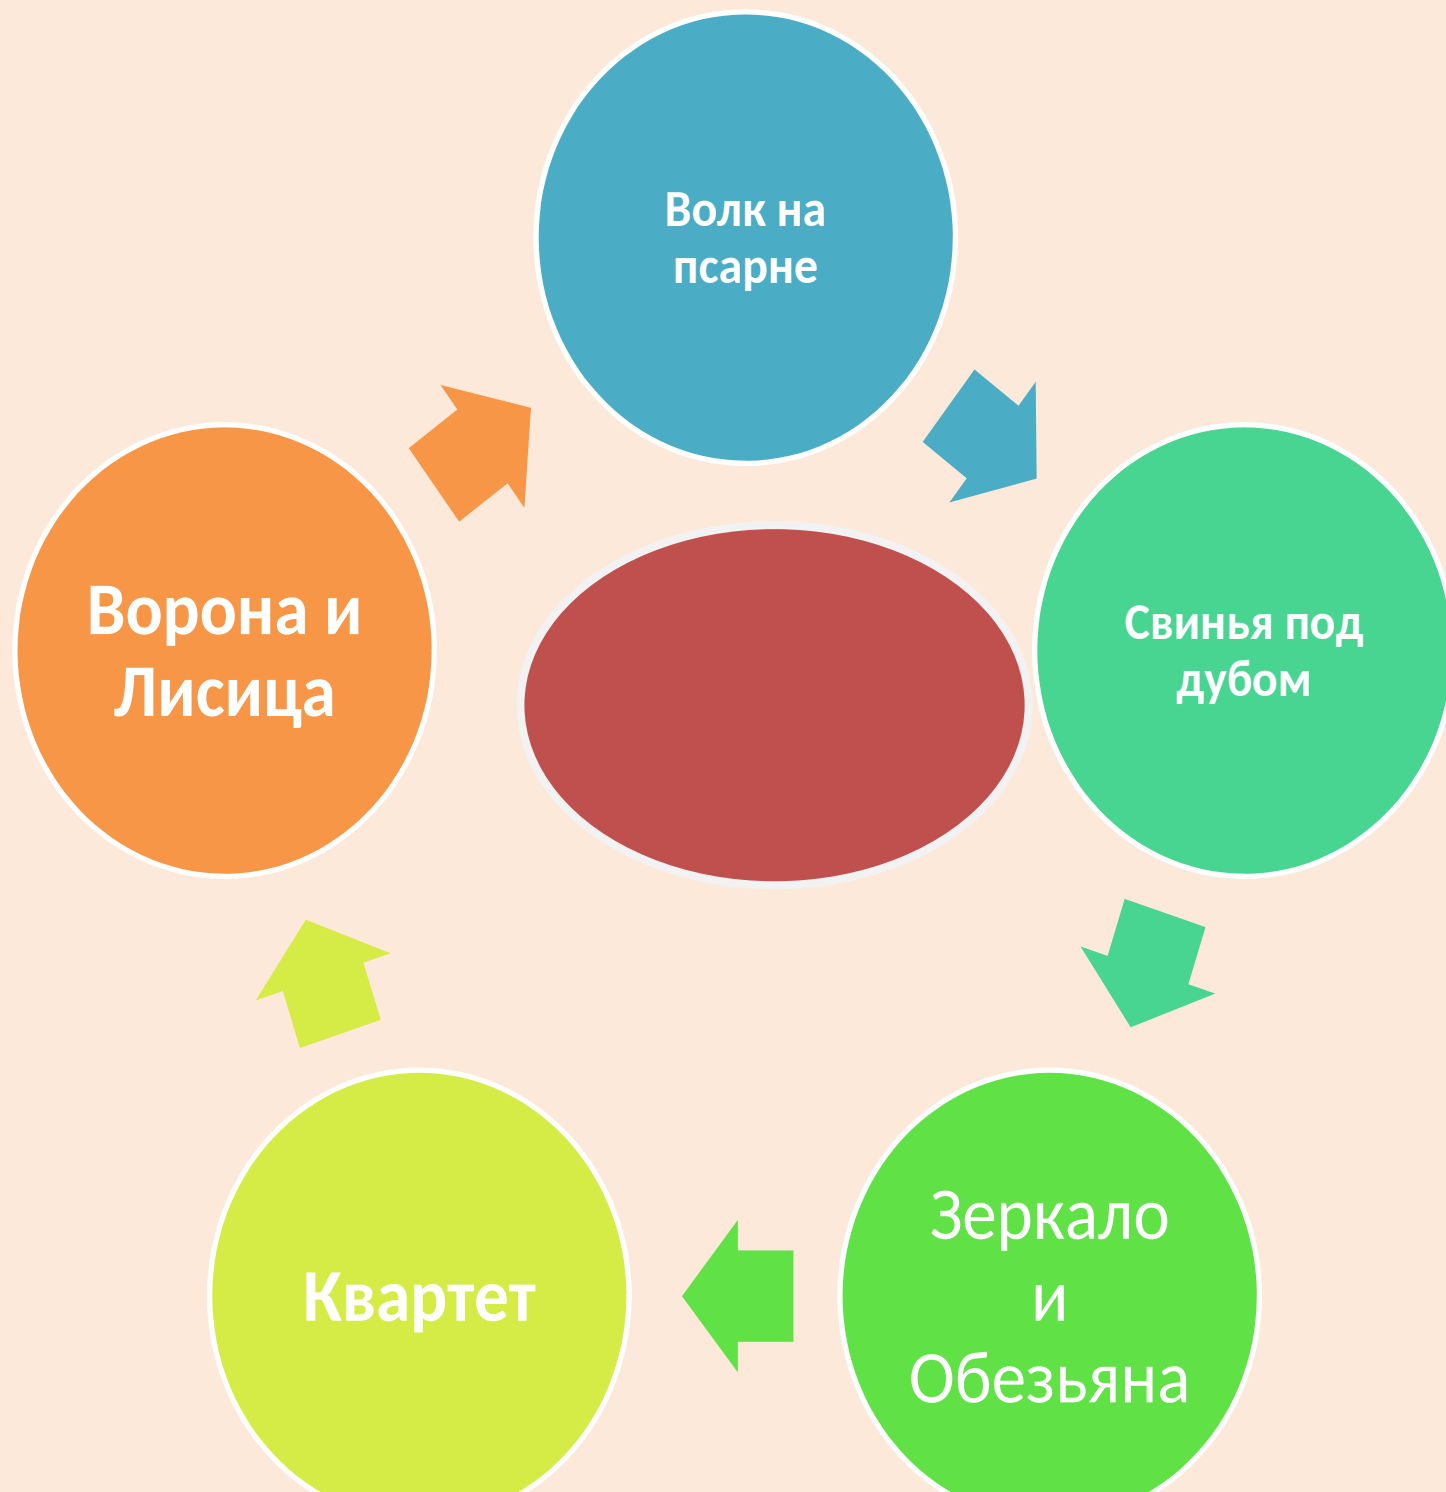 Волк на
псарне
Свинья под
дубом
Зеркало
и
Обезьяна
Квартет
Ворона и
Лисица